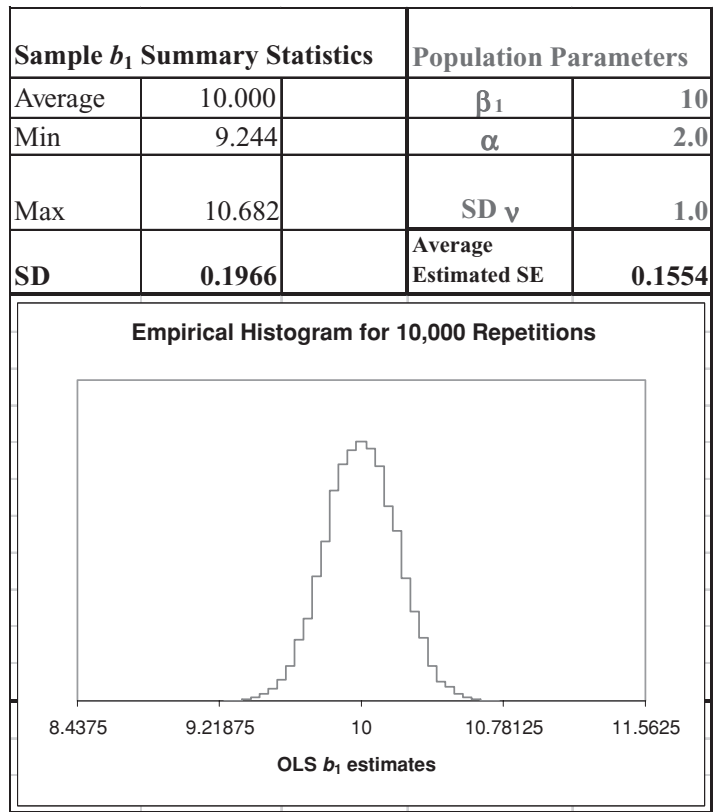 Sample b₁ Summary Statistics Population Parameters
Average 10.000 β₁ 10
Min 9.244 α 2.0
Max 10.682 SD ν 1.0
SD 0.1966 Average Estimated SE 0.1554
Empirical Histogram for 10,000 Repetitions
8.4375 9.21875 10 10.78125 11.5625
OLS b₁ estimates